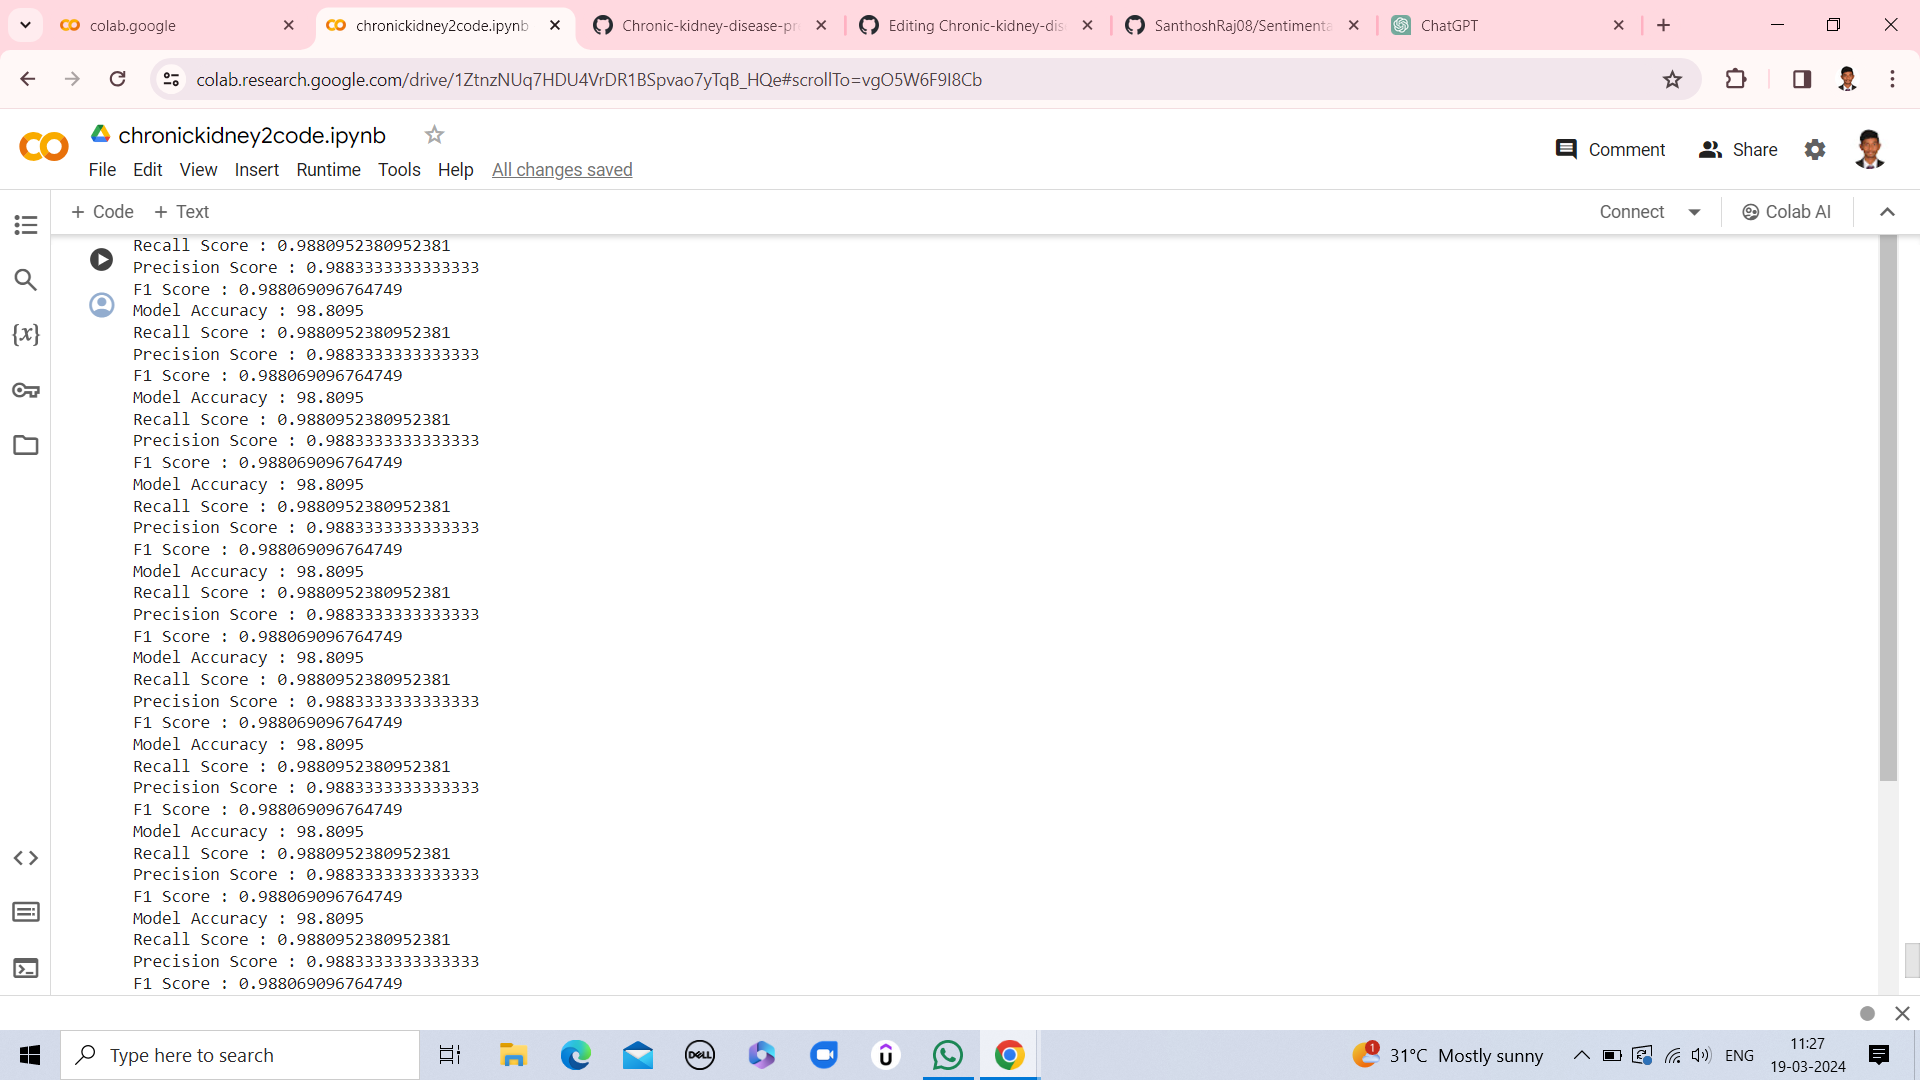 colab.google
chronickidney2code.ipynb
Chronic-kidney-disease-pr
Editing Chronic-kidney-dis
SanthoshRaj08/Sentimenta
ChatGPT
colab.research.google.com/drive/1ZtnzNUq7HDU4VrDR1BSpvao7yTqB_HQe#scrollTo=vgO5W6F9I8Cb
chronickidney2code.ipynb
Comment
Share
File Edit View Insert Runtime Tools Help All changes saved
+ Code + Text
Connect
Colab AI
Recall Score : 0.9880952380952381
Precision Score : 0.9883333333333333
F1 Score : 0.988069096764749
Model Accuracy : 98.8095
Recall Score : 0.9880952380952381
Precision Score : 0.9883333333333333
F1 Score : 0.988069096764749
Model Accuracy : 98.8095
Recall Score : 0.9880952380952381
Precision Score : 0.9883333333333333
F1 Score : 0.988069096764749
Model Accuracy : 98.8095
Recall Score : 0.9880952380952381
Precision Score : 0.9883333333333333
F1 Score : 0.988069096764749
Model Accuracy : 98.8095
Recall Score : 0.9880952380952381
Precision Score : 0.9883333333333333
F1 Score : 0.988069096764749
Model Accuracy : 98.8095
Recall Score : 0.9880952380952381
Precision Score : 0.9883333333333333
F1 Score : 0.988069096764749
Model Accuracy : 98.8095
Recall Score : 0.9880952380952381
Precision Score : 0.9883333333333333
F1 Score : 0.988069096764749
Model Accuracy : 98.8095
Recall Score : 0.9880952380952381
Precision Score : 0.9883333333333333
F1 Score : 0.988069096764749
Model Accuracy : 98.8095
Recall Score : 0.9880952380952381
Precision Score : 0.9883333333333333
F1 Score : 0.988069096764749
Type here to search
DELL
1
31°C Mostly sunny
ENG
11:27
19-03-2024